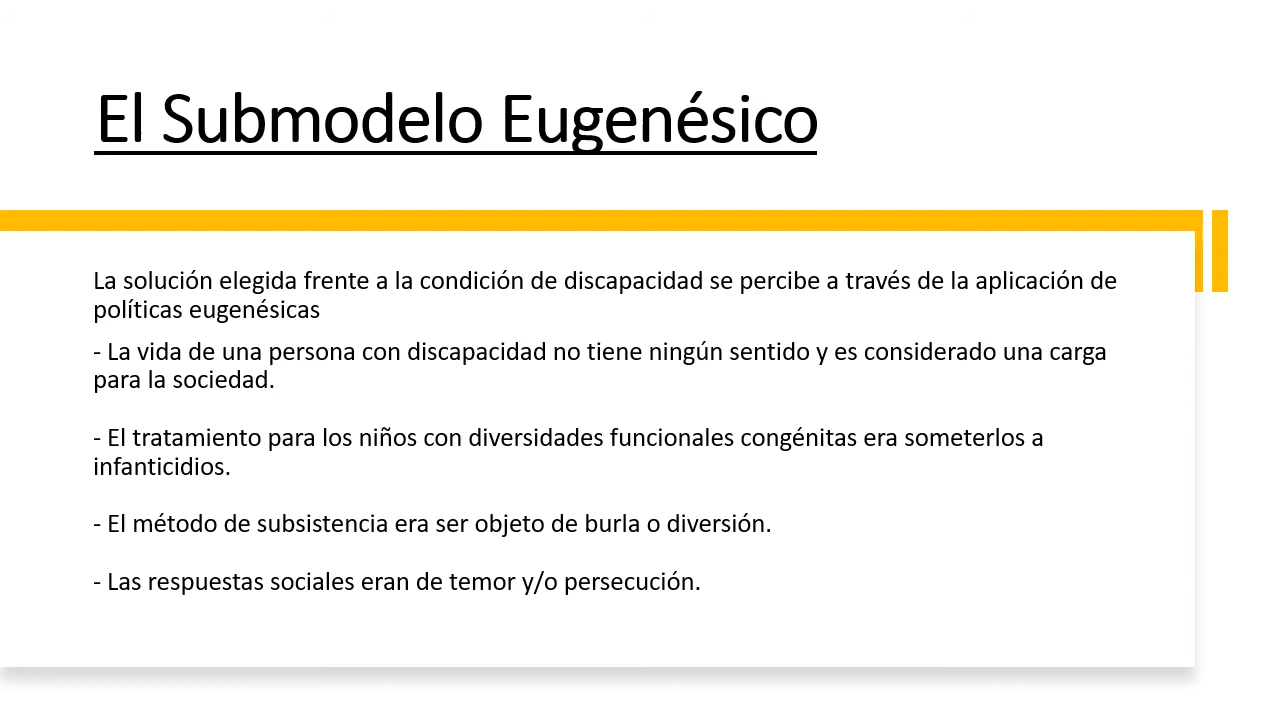 El Submodelo Eugenésico
La solución elegida frente a la condición de discapacidad se percibe a través de la aplicación de
políticas eugenésicas
- La vida de una persona con discapacidad no tiene ningún sentido y es considerado una carga
para la sociedad.
- El tratamiento para los niños con diversidades funcionales congénitas era someterlos a
infanticidios.
- El método de subsistencia era ser objeto de burla o diversión.
- Las respuestas sociales eran de temor y/o persecución.